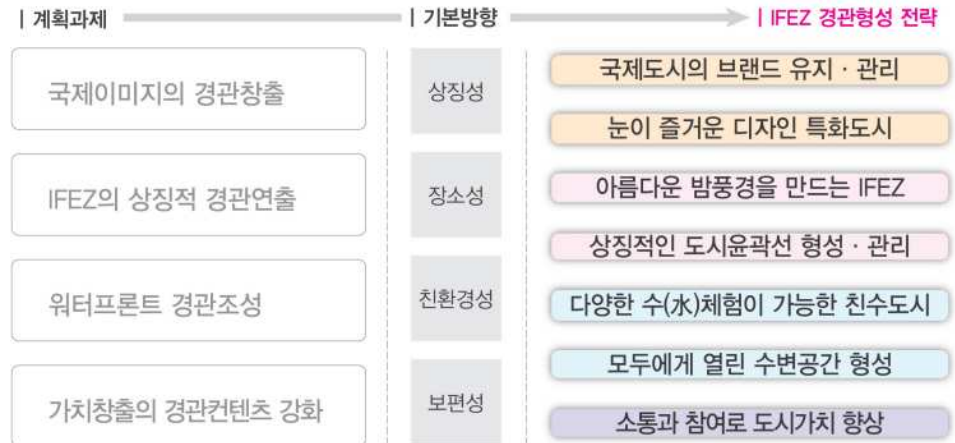 | 계획과제
| 기본방향
| IFEZ 경관형성 전략
국제이미지의 경관창출
IFEZ의 상징적 경관연출
워터프론트 경관조성
가치창출의 경관컨텐츠 강화
상징성
장소성
친환경성
보편성
국제도시의 브랜드 유지 · 관리
눈이 즐거운 디자인 특화도시
아름다운 밤풍경을 만드는 IFEZ
상징적인 도시윤곽선 형성 · 관리
다양한 수(水)체험이 가능한 친수도시
모두에게 열린 수변공간 형성
소통과 참여로 도시가치 향상